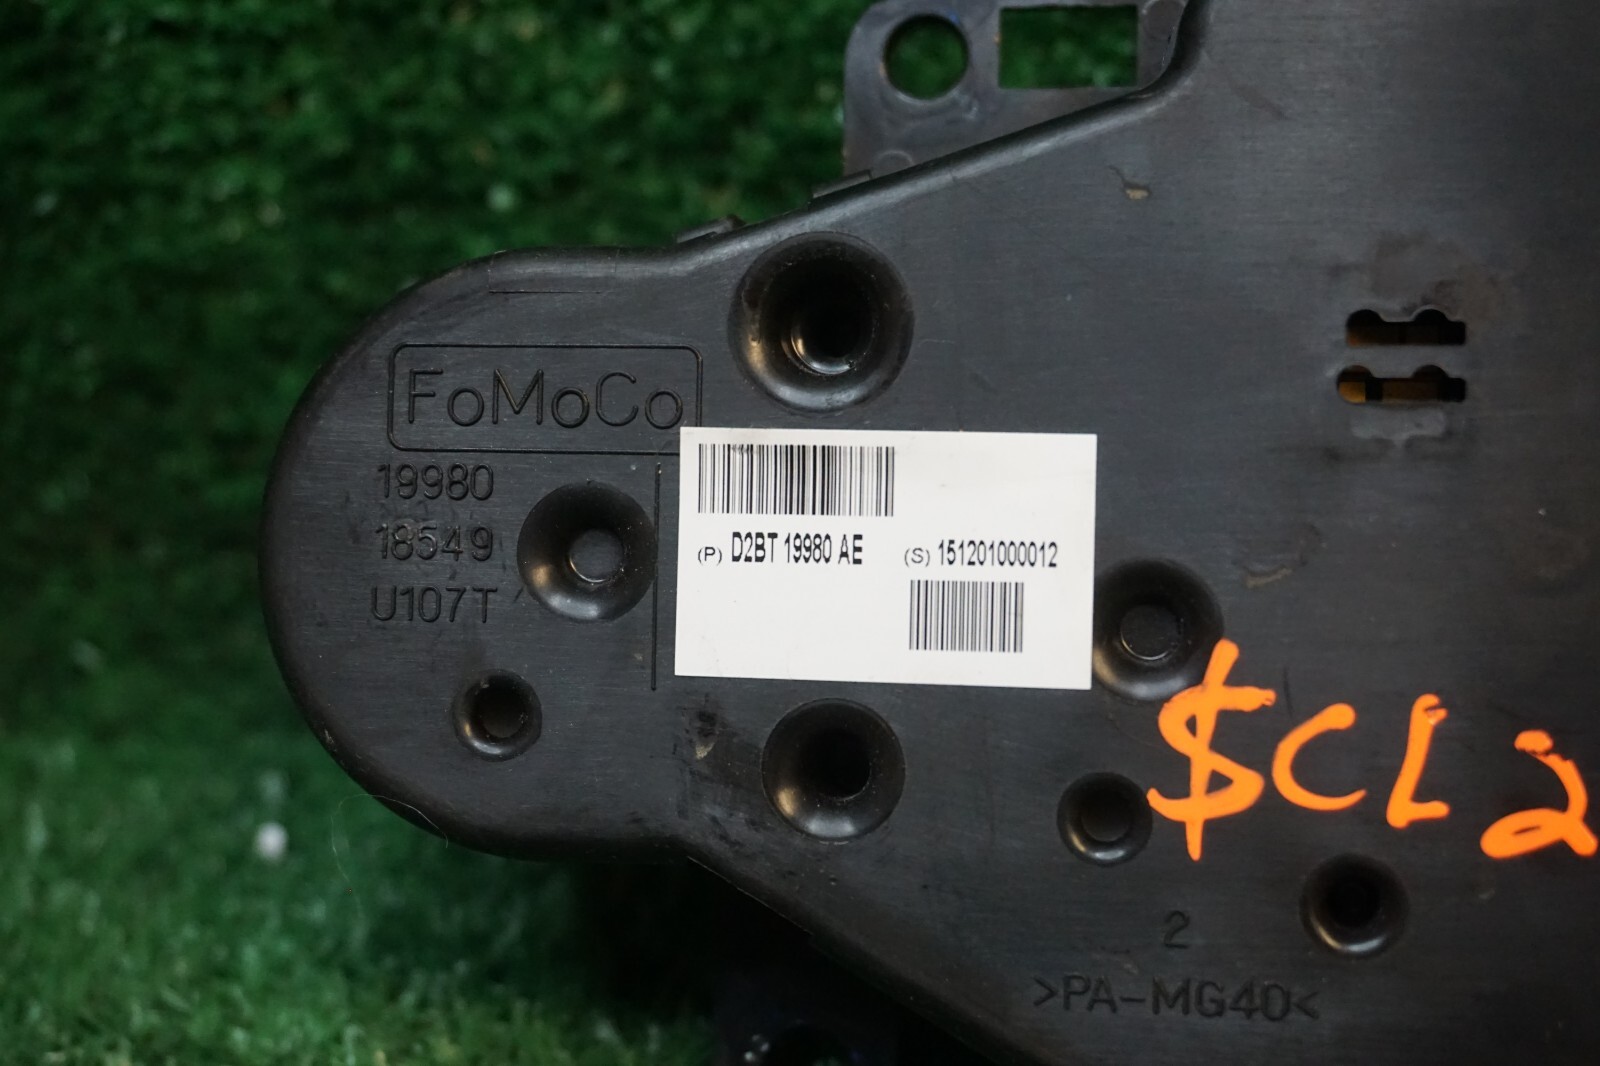 FoMoCo
19980
18549
U107T
(P) D2BT 19980 AE (S) 151201000012
$CL2
2
>PA-MG40<